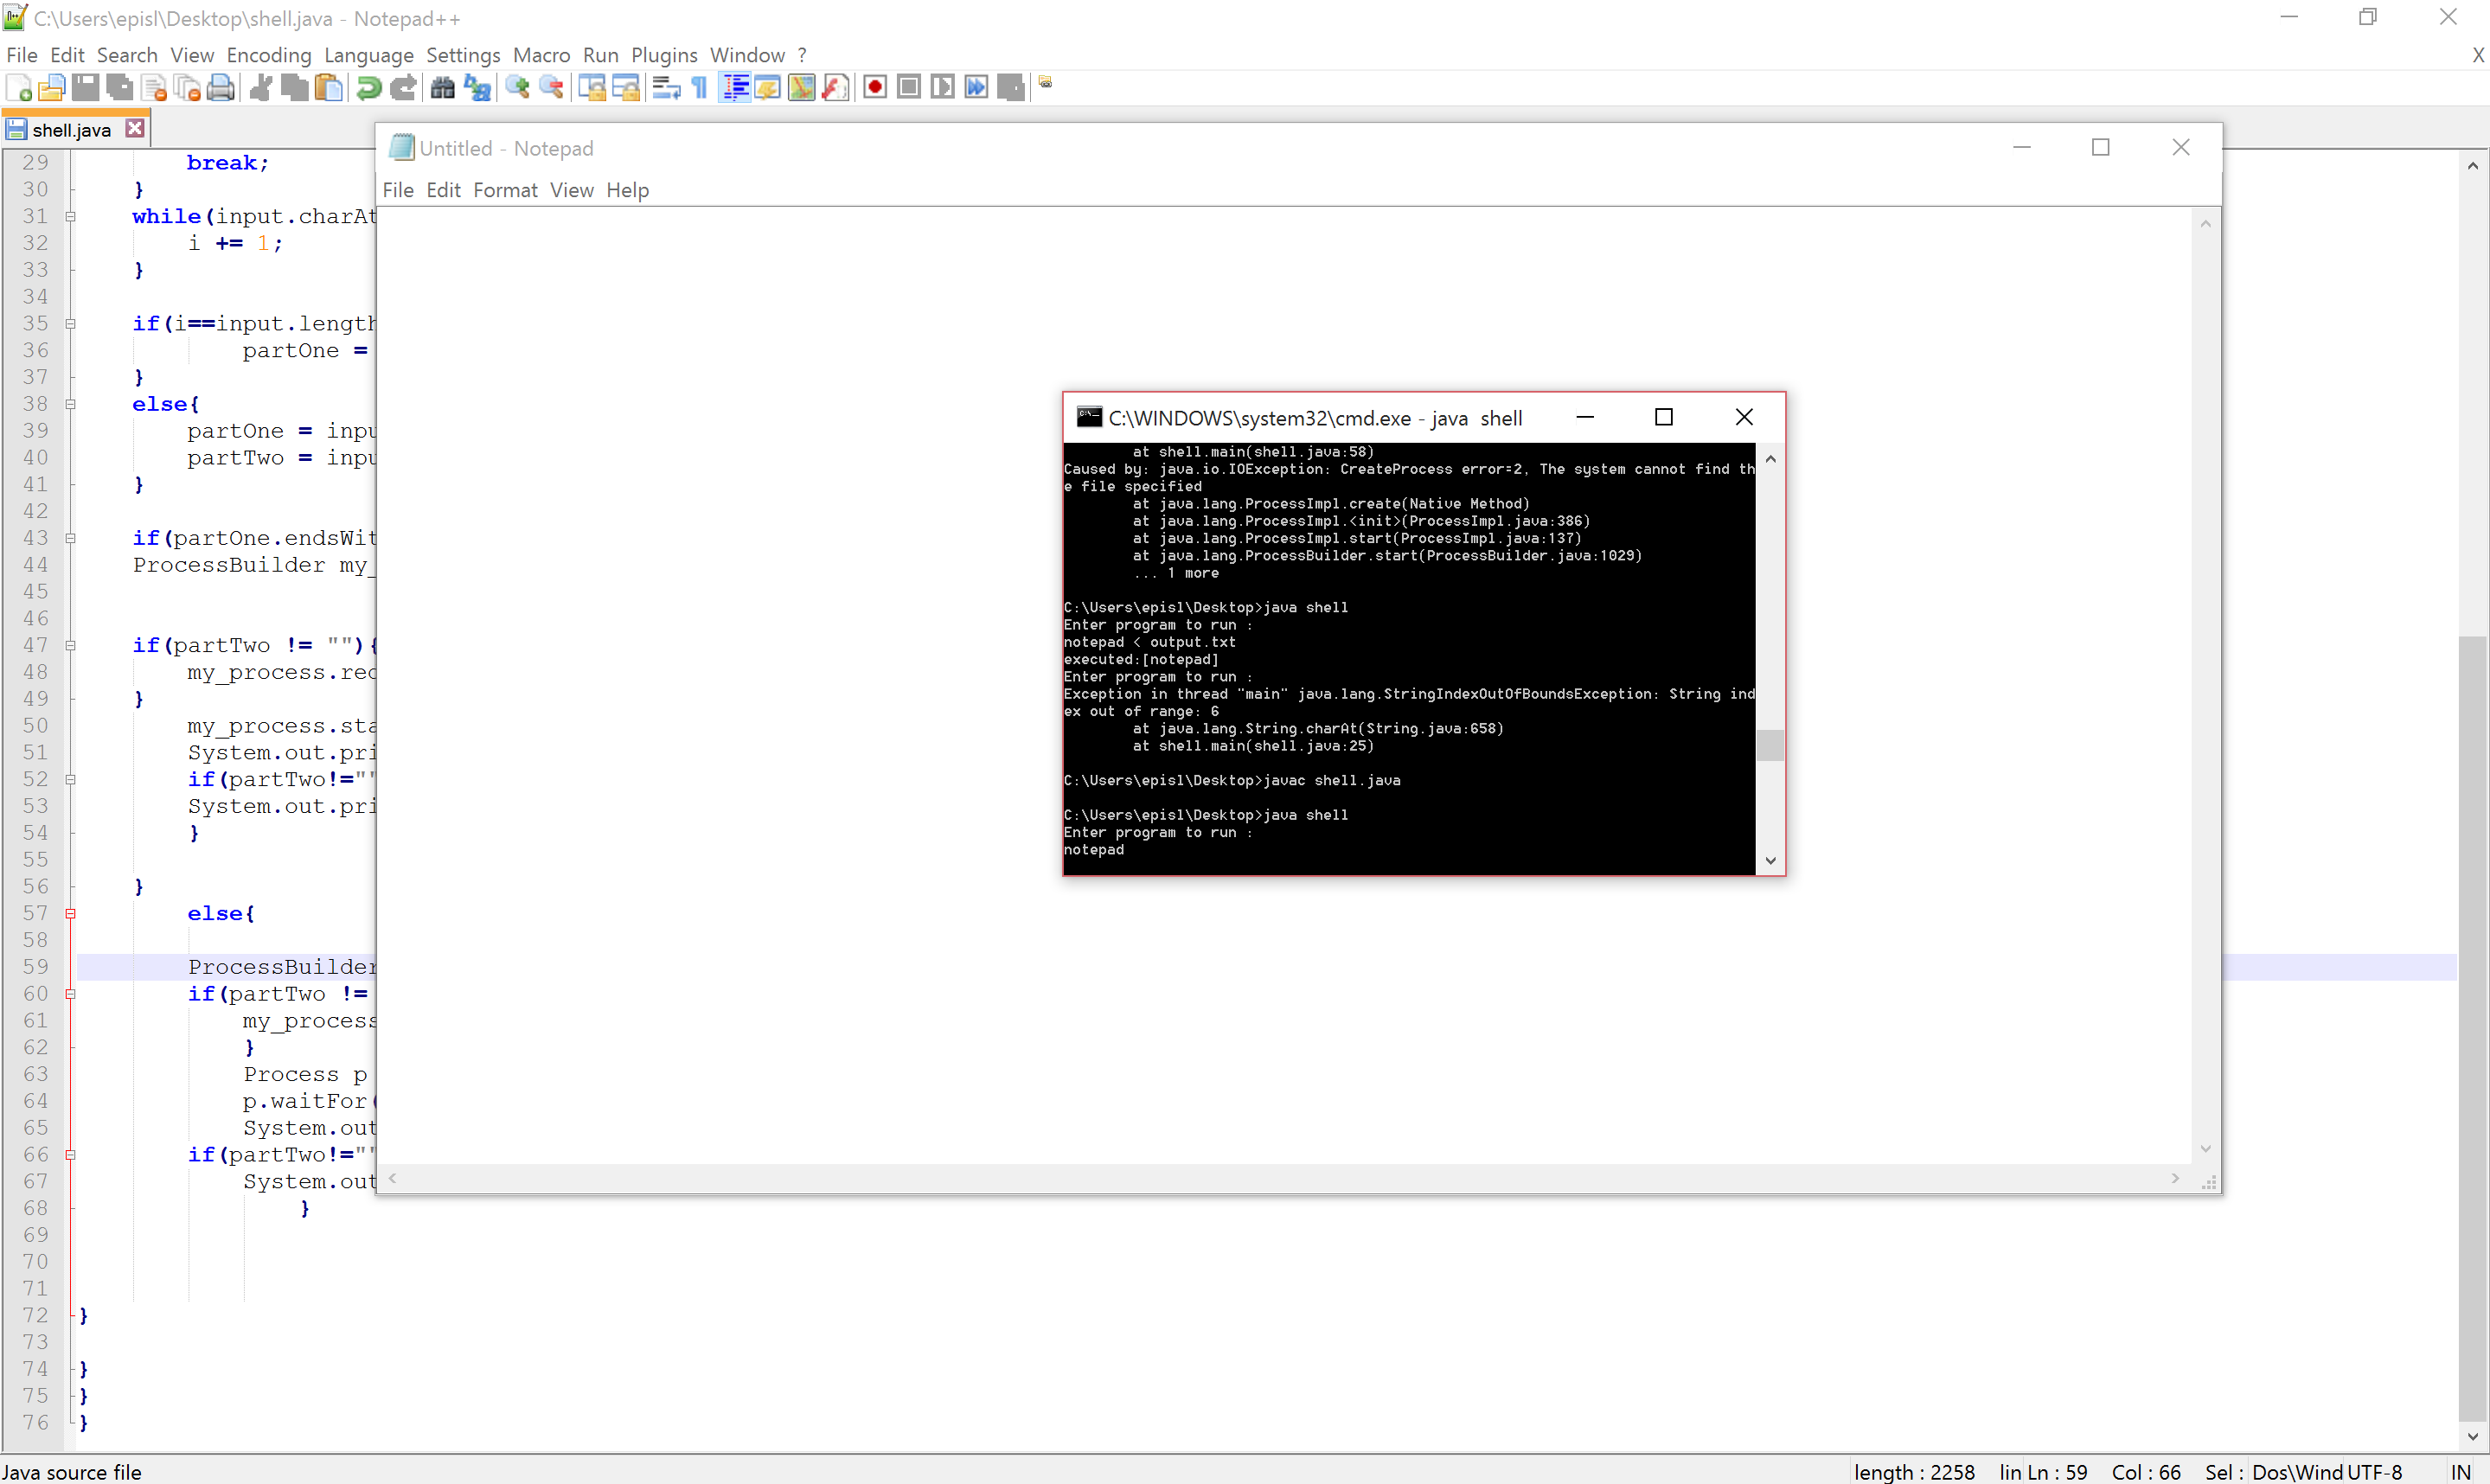 C:\Users\episl\Desktop\shell.java - Notepad++
File Edit Search View Encoding Language Settings Macro Run Plugins Window ?
X
shell.java
Untitled - Notepad
File Edit Format View Help
29 break;
30 }
31 while(input.charAt
32 i += 1;
33 }
34
35 if(i==input.length
36 partOne =
37 }
38 else{
39 partOne = inpu
40 partTwo = inpu
41 }
42
43 if(partOne.endsWit
44 ProcessBuilder my_
45
46
47 if(partTwo != ""){
48 my_process.red
49 }
50 my_process.sta
51 System.out.pri
52 if(partTwo!=""
53 System.out.pri
54 }
55
56 }
57 else{
58
59 ProcessBuilder
60 if(partTwo !=
61 my_process
62 }
63 Process p
64 p.waitFor(
65 System.out
66 if(partTwo!=""
67 System.out
68 }
69
70
71
72 }
73
74 }
75 }
76 }
C:\WINDOWS\system32\cmd.exe - java shell
at shell.main(shell.java:58)
Caused by: java.io.IOException: CreateProcess error=2, The system cannot find th
e file specified
at java.lang.ProcessImpl.create(Native Method)
at java.lang.ProcessImpl.<init>(ProcessImpl.java:386)
at java.lang.ProcessImpl.start(ProcessImpl.java:137)
at java.lang.ProcessBuilder.start(ProcessBuilder.java:1029)
... 1 more
C:\Users\episl\Desktop>java shell
Enter program to run :
notepad < output.txt
executed:[notepad]
Enter program to run :
Exception in thread "main" java.lang.StringIndexOutOfBoundsException: String ind
ex out of range: 6
at java.lang.String.charAt(String.java:658)
at shell.main(shell.java:25)
C:\Users\episl\Desktop>javac shell.java
C:\Users\episl\Desktop>java shell
Enter program to run :
notepad
Java source file
length : 2258 lin Ln : 59 Col : 66 Sel : Dos\Wind UTF-8 IN